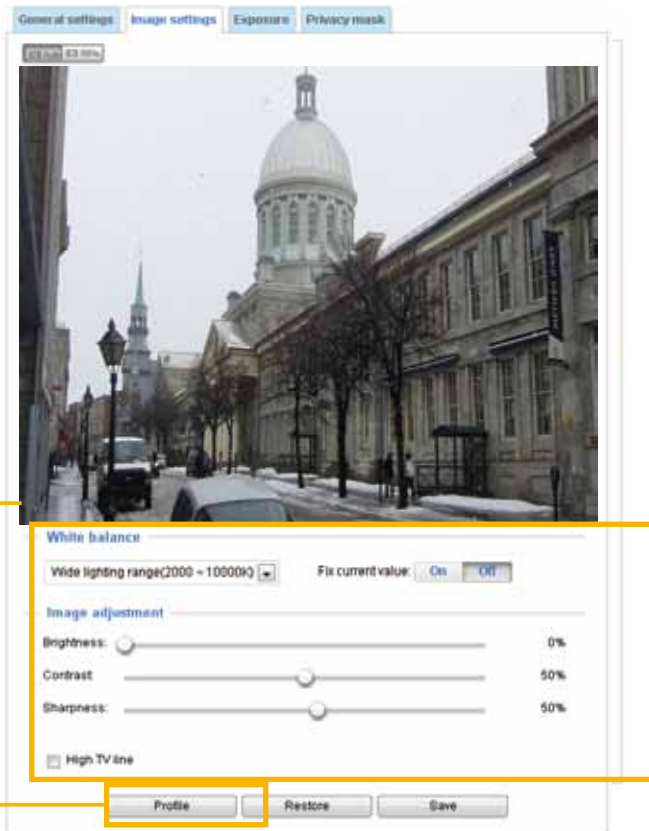 General settings Image settings Exposure Privacy mask
White balance
Wide lighting range(2000 ~ 10000k) Fix current value: On Off
Image adjustment
Brightness: 0%
Contrast 50%
Sharpness: 50%
High TV line
Profile Restore Save